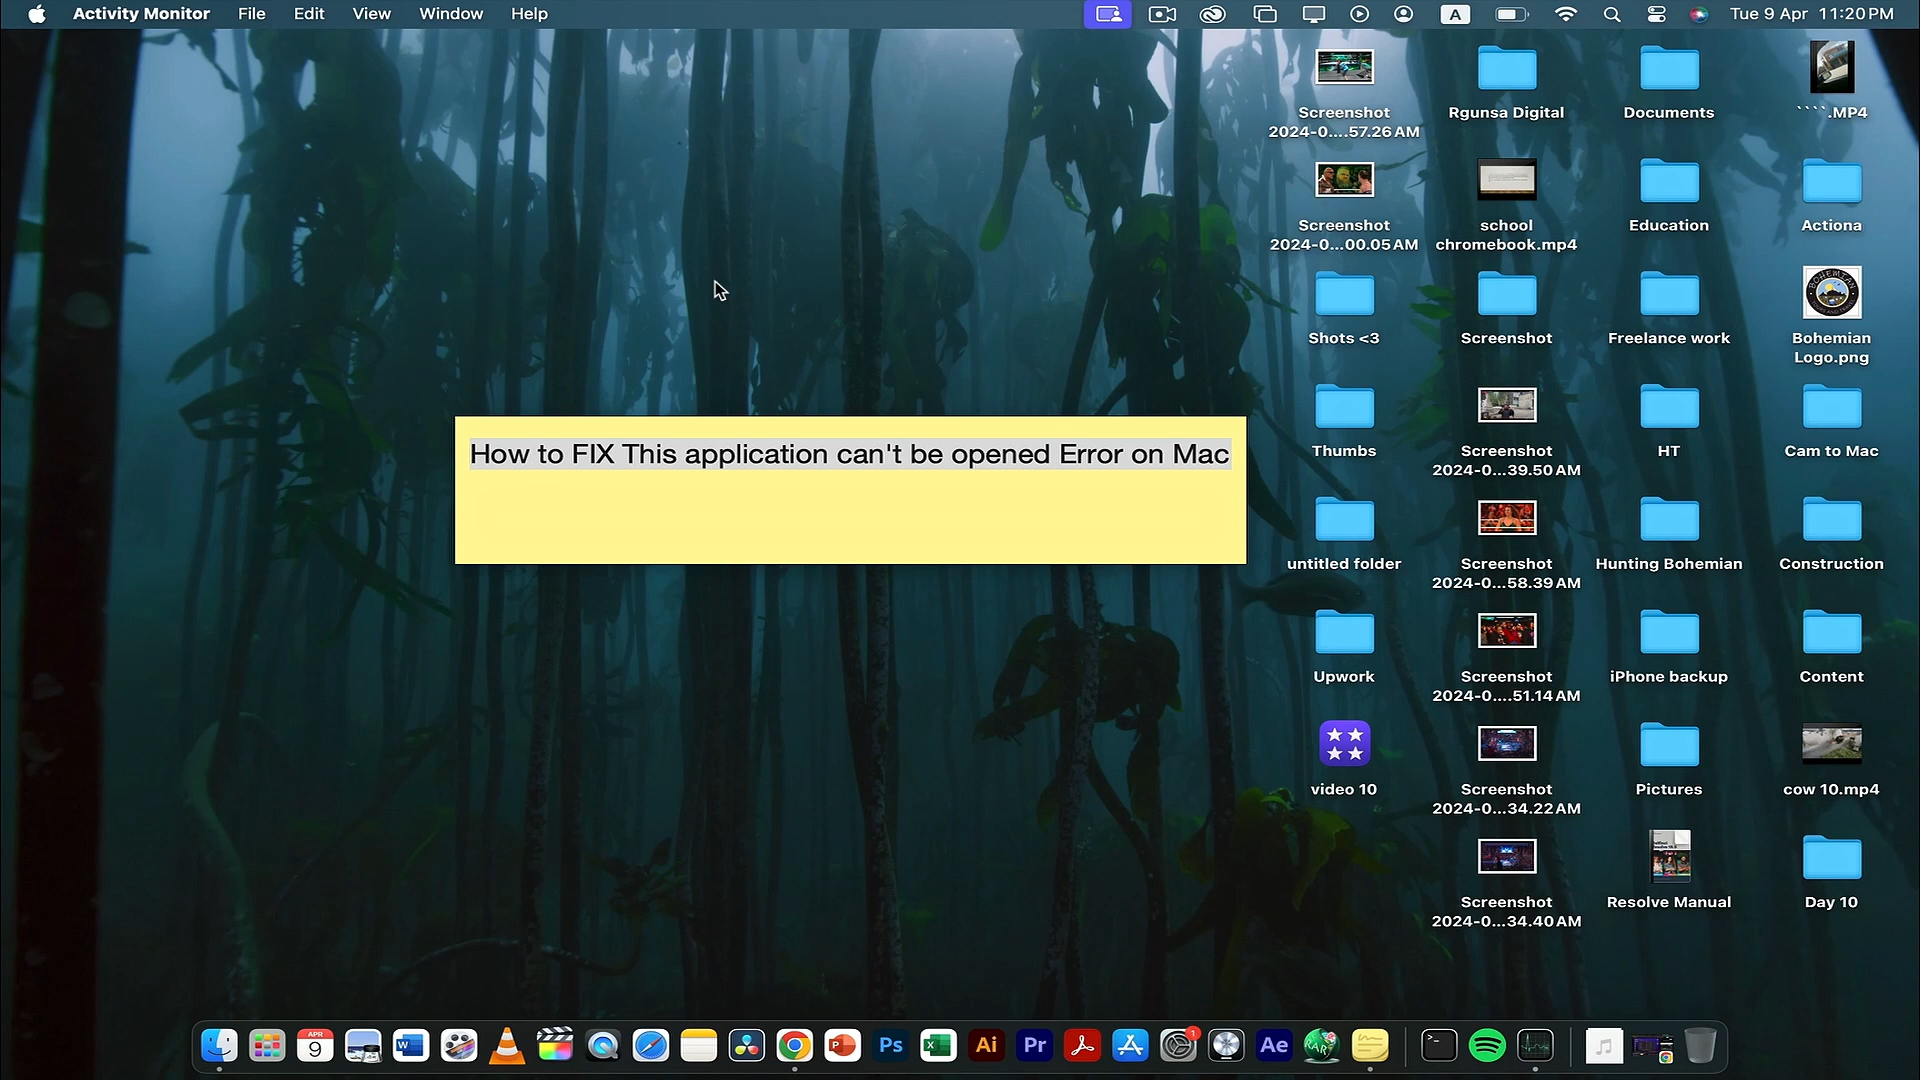 Activity Monitor File Edit View Window Help A Tue 9 Apr 11:20 PM
Screenshot
2024-0....57.26 AM
Rgunsa Digital
Documents
````.MP4
Screenshot
2024-0...00.05 AM
school
chromebook.mp4
Education
Actiona
Shots <3
Screenshot
Freelance work
BOHEMIAN
Bohemian
Logo.png
How to FIX This application can't be opened Error on Mac
Thumbs
Screenshot
2024-0...39.50 AM
HT
Cam to Mac
untitled folder
Screenshot
2024-0...58.39 AM
Hunting Bohemian
Construction
Upwork
Screenshot
2024-0....51.14 AM
iPhone backup
Content
video 10
Screenshot
2024-0...34.22 AM
Pictures
cow 10.mp4
Screenshot
2024-0...34.40 AM
Resolve Manual
Day 10
APR
9
W
P
Ps
X
Ai
Pr
1
Ae
KAR